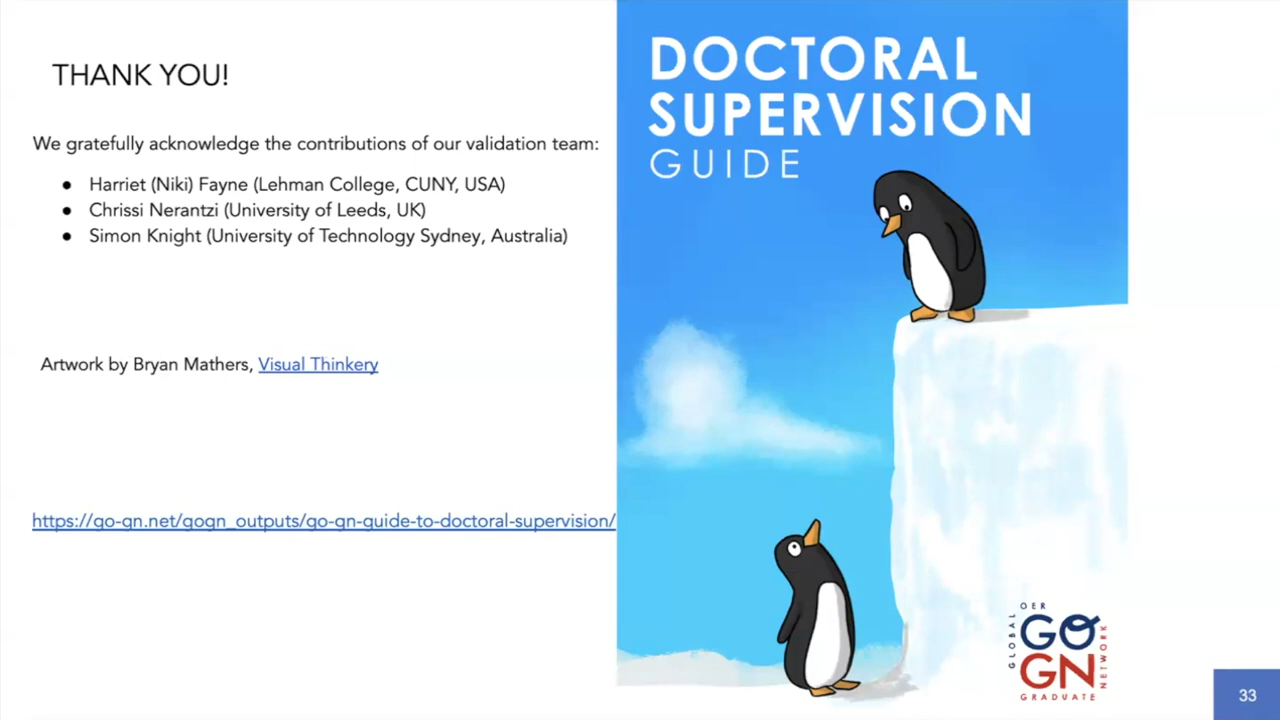 THANK YOU!
We gratefully acknowledge the contributions of our validation team:
● Harriet (Niki) Fayne (Lehman College, CUNY, USA)
● Chrissi Nerantzi (University of Leeds, UK)
● Simon Knight (University of Technology Sydney, Australia)
Artwork by Bryan Mathers, Visual Thinkery
https://go-gn.net/gogn_outputs/go-gn-guide-to-doctoral-supervision/
DOCTORAL
SUPERVISION
GUIDE
GLOBAL
OER
GO
GN
NETWORK
GRADUATE
33